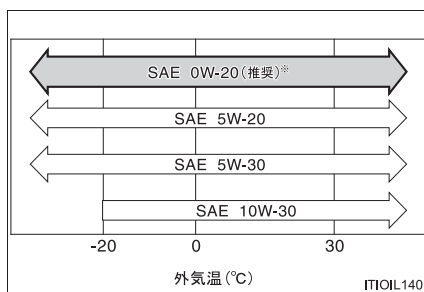 SAE 0W-20(推奨)※
SAE 5W-20
SAE 5W-30
SAE 10W-30
-20 0 30
外気温(℃)
ITIOIL140